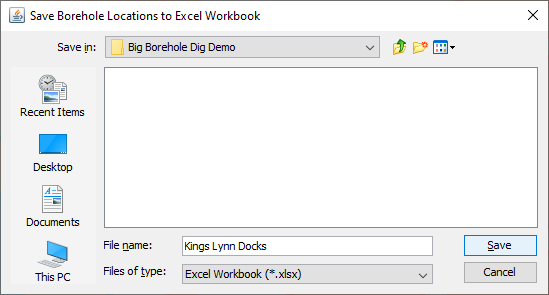 Save Borehole Locations to Excel Workbook
Save in:
Big Borehole Dig Demo
Recent Items
Desktop
Documents
This PC
File name:
Kings Lynn Docks
Save
Files of type:
Excel Workbook (*.xlsx)
Cancel